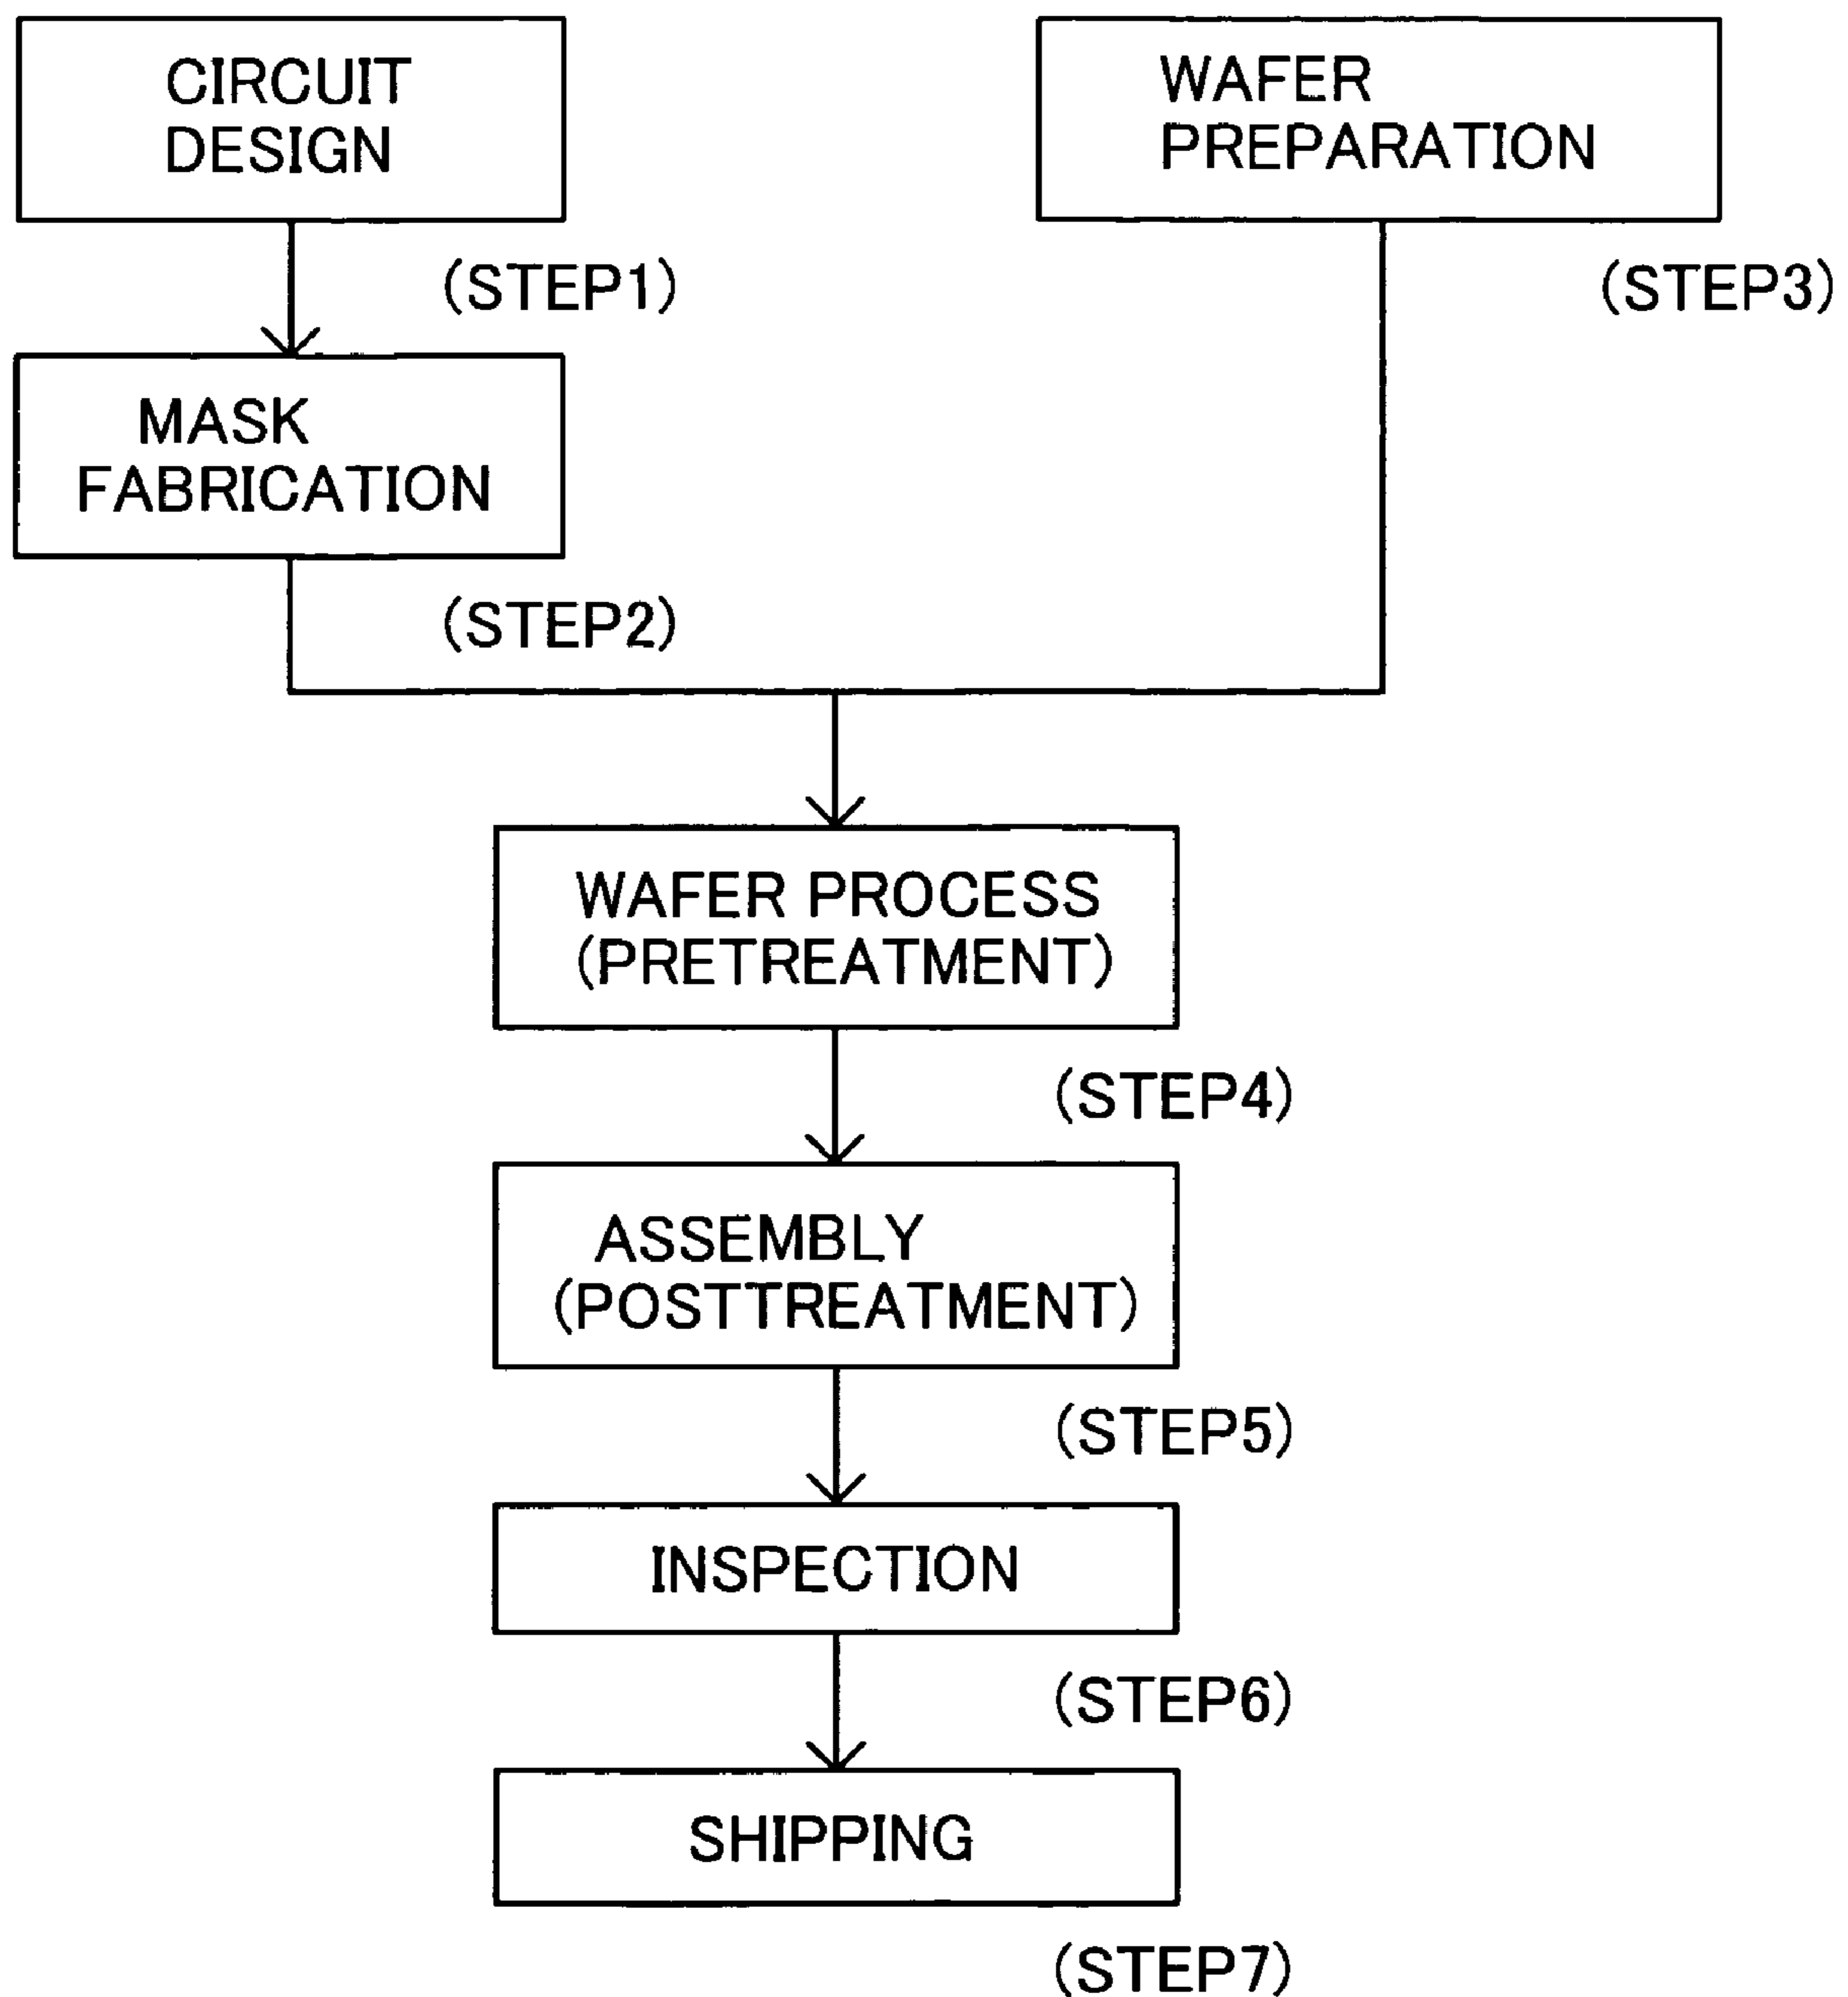 CIRCUIT
DESIGN
(STEP1)
MASK
FABRICATION
(STEP2)
WAFER
PREPARATION
(STEP3)
WAFER PROCESS
(PRETREATMENT)
(STEP4)
ASSEMBLY
(POSTTREATMENT)
(STEP5)
INSPECTION
(STEP6)
SHIPPING
(STEP7)